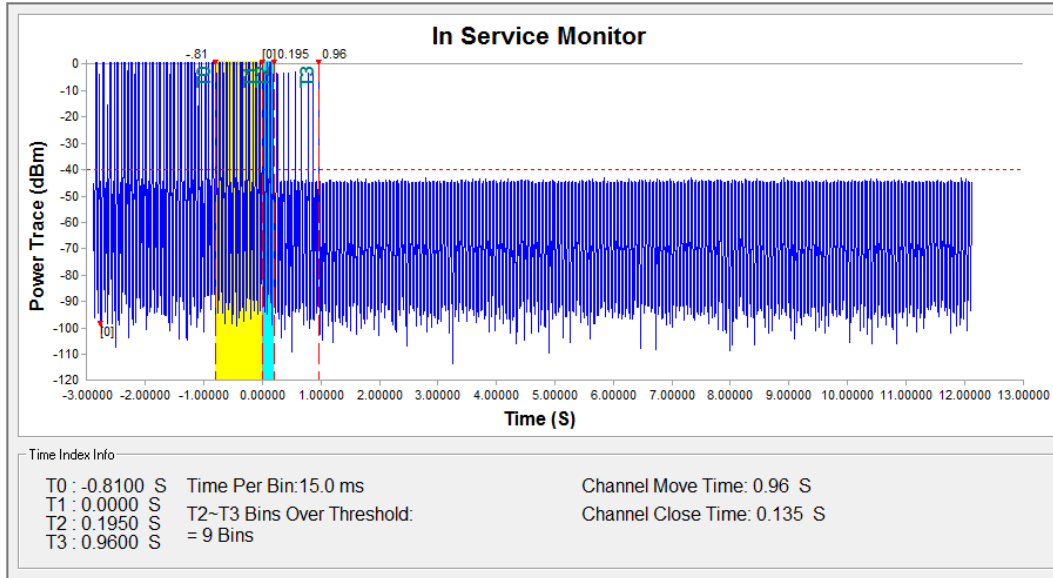 In Service Monitor
-.81 [0] 0.195 0.96
T0 T3
0
-10
-20
-30
-40
-50
-60
-70
-80
-90
-100
-110
-120
Power Trace (dBm)
[0]
-3.00000 -2.00000 -1.00000 0.00000 1.00000 2.00000 3.00000 4.00000 5.00000 6.00000 7.00000 8.00000 9.00000 10.00000 11.00000 12.00000 13.00000
Time (S)
Time Index Info
T0 : -0.8100 S
T1 : 0.0000 S
T2 : 0.1950 S
T3 : 0.9600 S
Time Per Bin:15.0 ms
T2~T3 Bins Over Threshold:
= 9 Bins
Channel Move Time: 0.96 S
Channel Close Time: 0.135 S